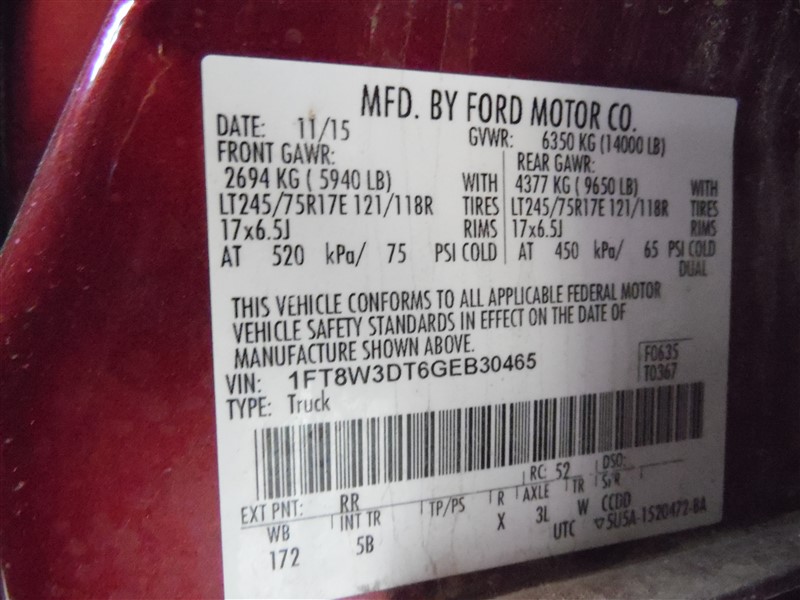 MFD. BY FORD MOTOR CO.
DATE: 11/15 GVWR: 6350 KG (14000 LB)
FRONT GAWR: REAR GAWR:
2694 KG ( 5940 LB) WITH 4377 KG ( 9650 LB) WITH
LT245/75R17E 121/118R TIRES LT245/75R17E 121/118R TIRES
17x6.5J RIMS 17x6.5J RIMS
AT 520 kPa/ 75 PSI COLD AT 450 kPa/ 65 PSI COLD
DUAL
THIS VEHICLE CONFORMS TO ALL APPLICABLE FEDERAL MOTOR
VEHICLE SAFETY STANDARDS IN EFFECT ON THE DATE OF
MANUFACTURE SHOWN ABOVE.
VIN: 1FT8W3DT6GEB30465 F0635
TYPE: Truck T0367
RC: 52 DSO:
EXT PNT: RR
WB INT TR TP/PS R AXLE TR S/R
172 5B X 3L W CCDD
UTC ▽5U5A-1520472-BA